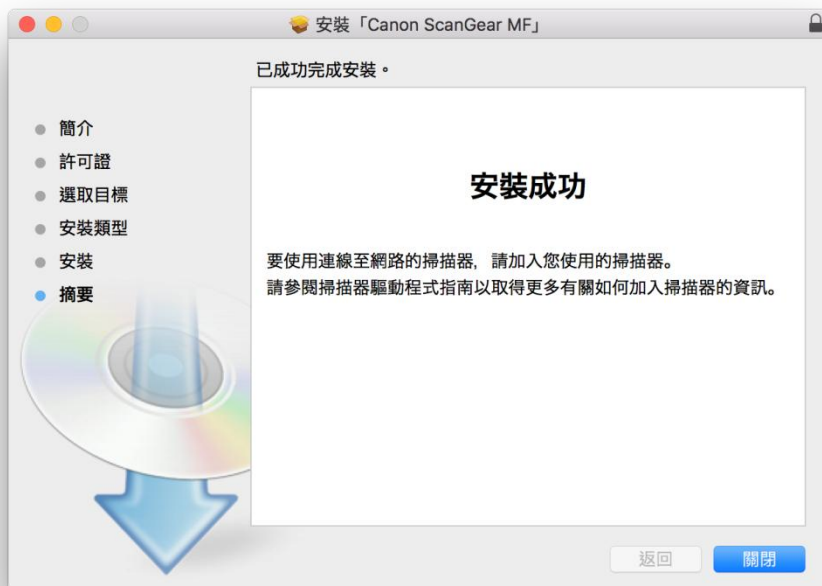 安裝「Canon ScanGear MF」
已成功完成安裝。
簡介
許可證
選取目標
安裝類型
安裝
摘要
安裝成功
要使用連線至網路的掃描器，請加入您使用的掃描器。
請參閱掃描器驅動程式指南以取得更多有關如何加入掃描器的資訊。
返回
關閉